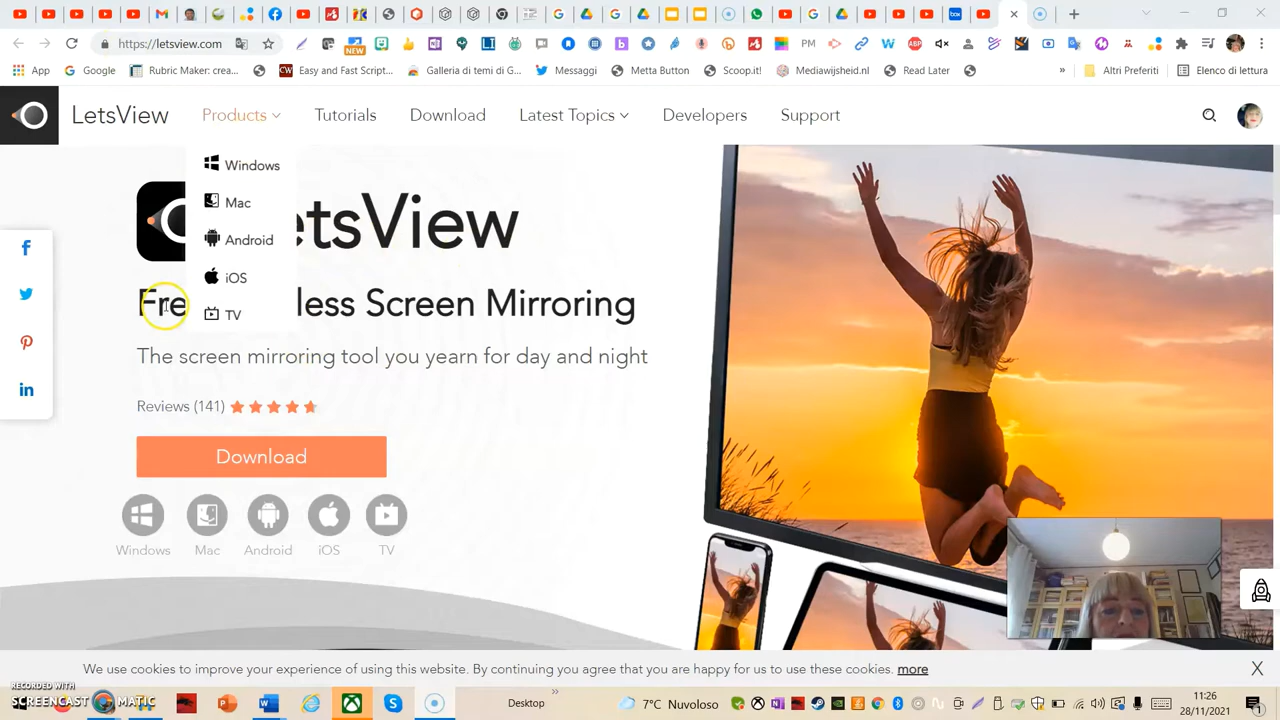 https://letsview.com
PM
ABP
NEW
App
Google
Rubric Maker: crea...
CW
Easy and Fast Script...
Galleria di temi di G...
Messaggi
Metta Button
Scoop.it!
Mediawijsheid.nl
Read Later
»
Altri Preferiti
Elenco di lettura
LetsView
Products
Tutorials
Download
Latest Topics
Developers
Support
Windows
Mac
Android
iOS
TV
etsView
Fre less Screen Mirroring
The screen mirroring tool you yearn for day and night
Reviews (141)
Download
Windows
Mac
Android
iOS
TV
We use cookies to improve your experience of using this website. By continuing you agree that you are happy for us to use these cookies. more
X
RECORDED WITH
SCREENCAST MATIC
Desktop
»
7°C Nuvoloso
11:26
28/11/2021